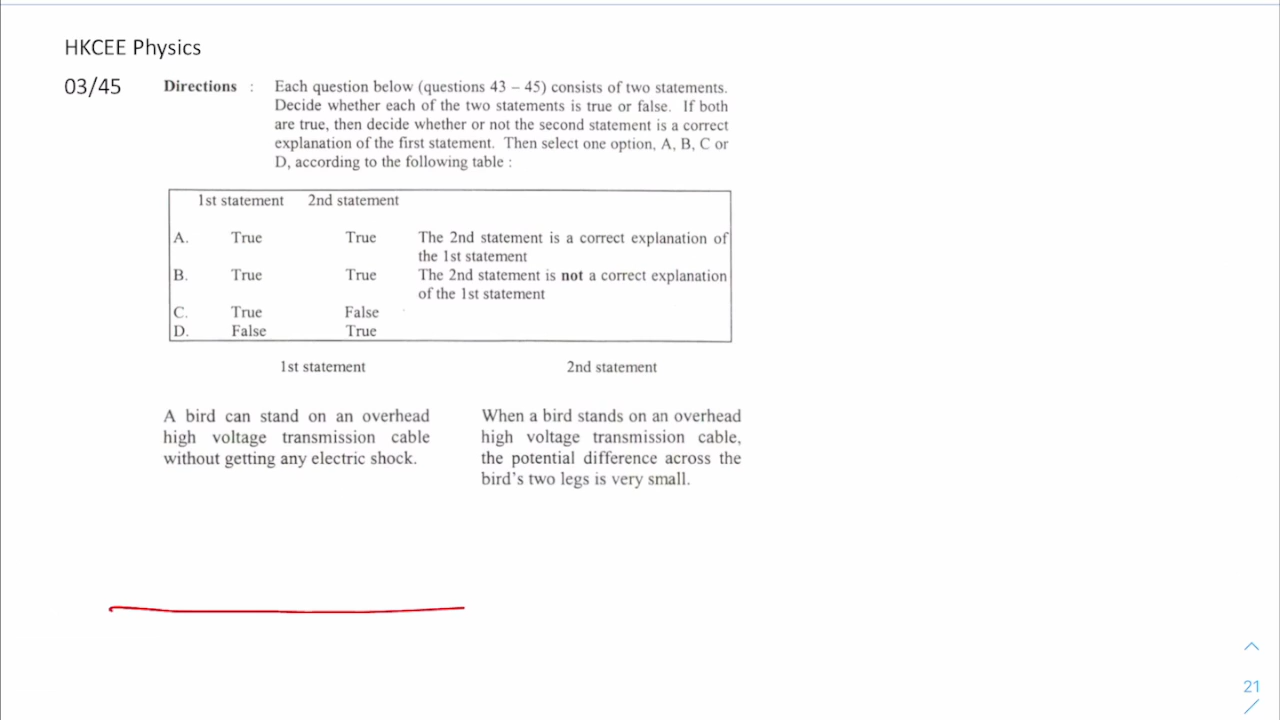 HKCEE Physics
03/45
Directions : Each question below (questions 43 – 45) consists of two statements.
Decide whether each of the two statements is true or false. If both
are true, then decide whether or not the second statement is a correct
explanation of the first statement. Then select one option, A, B, C or
D, according to the following table :
1st statement 2nd statement
A. True True The 2nd statement is a correct explanation of
the 1st statement
B. True True The 2nd statement is not a correct explanation
of the 1st statement
C. True False
D. False True
1st statement 2nd statement
A bird can stand on an overhead
high voltage transmission cable
without getting any electric shock.
When a bird stands on an overhead
high voltage transmission cable,
the potential difference across the
bird's two legs is very small.
21